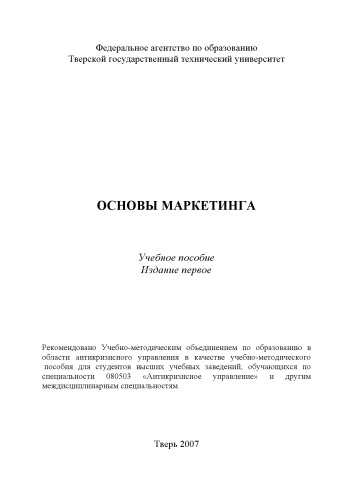 Федеральное агентство по образованию
Тверской государственный технический университет
ОСНОВЫ МАРКЕТИНГА
Учебное пособие
Издание первое
Рекомендовано Учебно-методическим объединением по образованию в
области антикризисного управления в качестве учебно-методического
пособия для студентов высших учебных заведений, обучающихся по
специальности 080503 «Антикризисное управление» и другим
междисциплинарным специальностям.
Тверь 2007